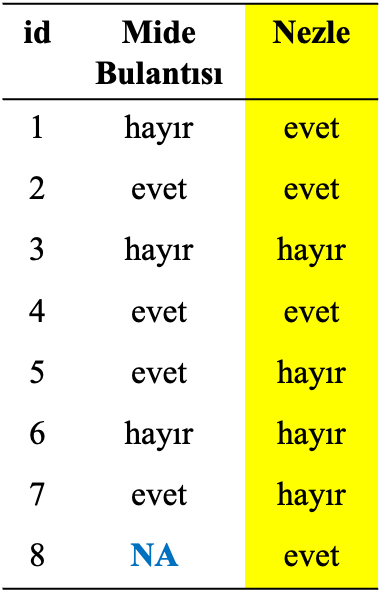 id Mide Nezle
Bulantısı
1 hayır evet
2 evet evet
3 hayır hayır
4 evet evet
5 evet hayır
6 hayır hayır
7 evet hayır
8 NA evet